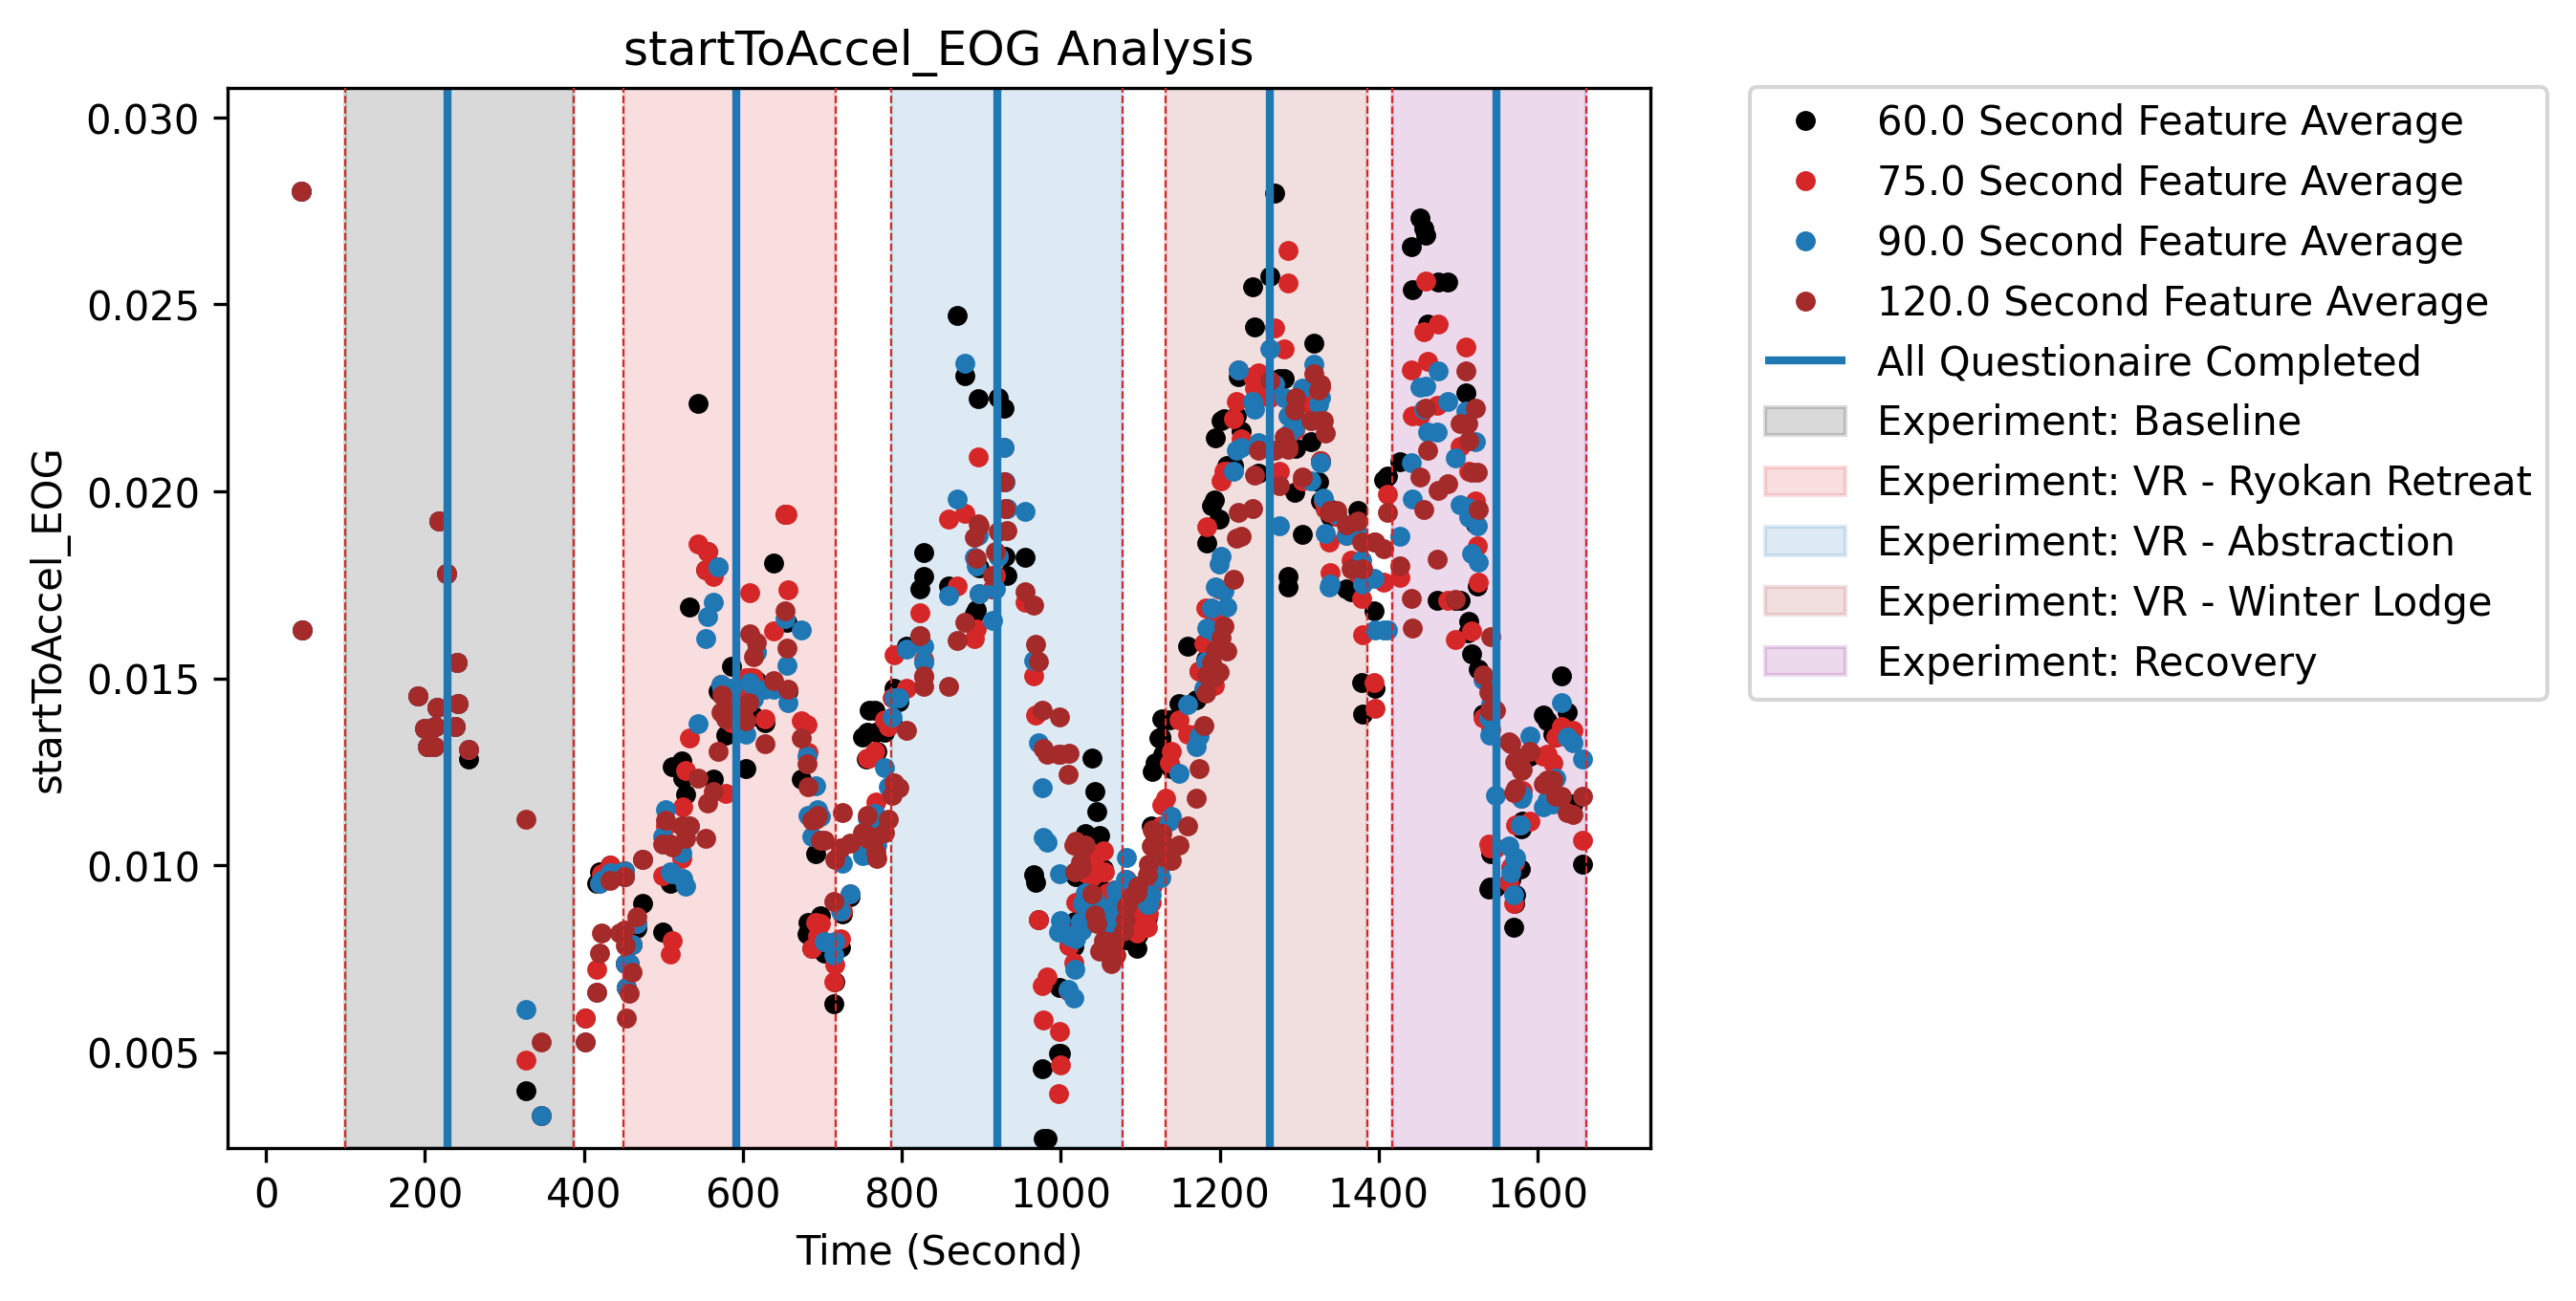 startToAccel_EOG Analysis
0.030
0.025
0.020
0.015
0.010
0.005
startToAccel_EOG
0 200 400 600 800 1000 1200 1400 1600
Time (Second)
60.0 Second Feature Average
75.0 Second Feature Average
90.0 Second Feature Average
120.0 Second Feature Average
All Questionaire Completed
Experiment: Baseline
Experiment: VR - Ryokan Retreat
Experiment: VR - Abstraction
Experiment: VR - Winter Lodge
Experiment: Recovery